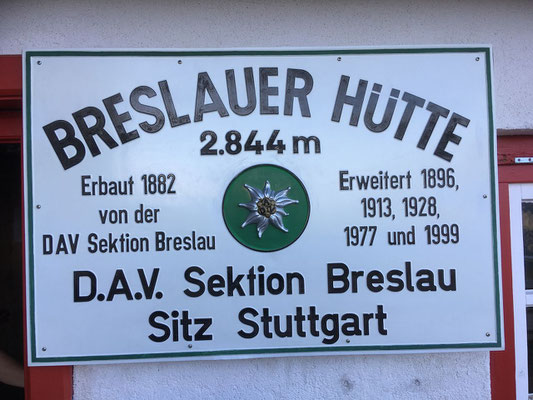 BRESLAUER HÜTTE
2.844 m
Erbaut 1882
von der
DAV Sektion Breslau
Erweitert 1896,
1913, 1928,
1977 und 1999
D.A.V. Sektion Breslau
Sitz Stuttgart